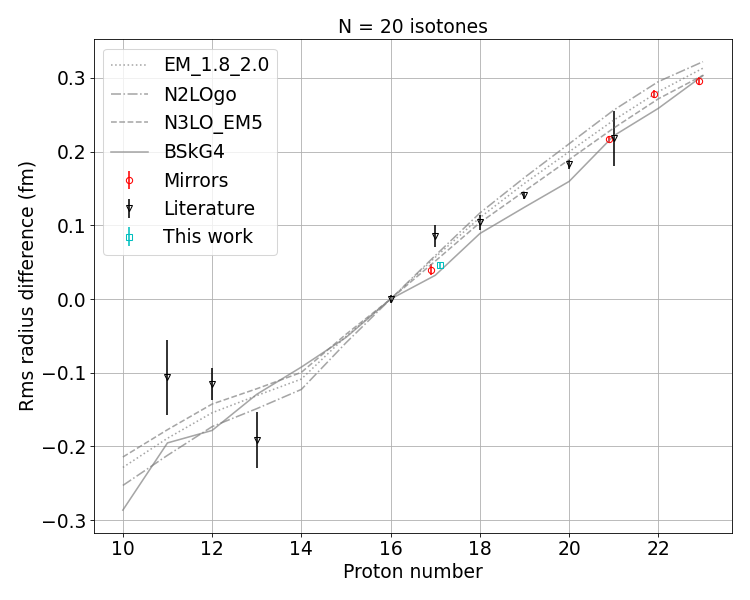 N = 20 isotones
EM_1.8_2.0
N2LOgo
N3LO_EM5
BSkG4
Mirrors
Literature
This work
Rms radius difference (fm)
0.3
0.2
0.1
0.0
−0.1
−0.2
−0.3
10 12 14 16 18 20 22
Proton number